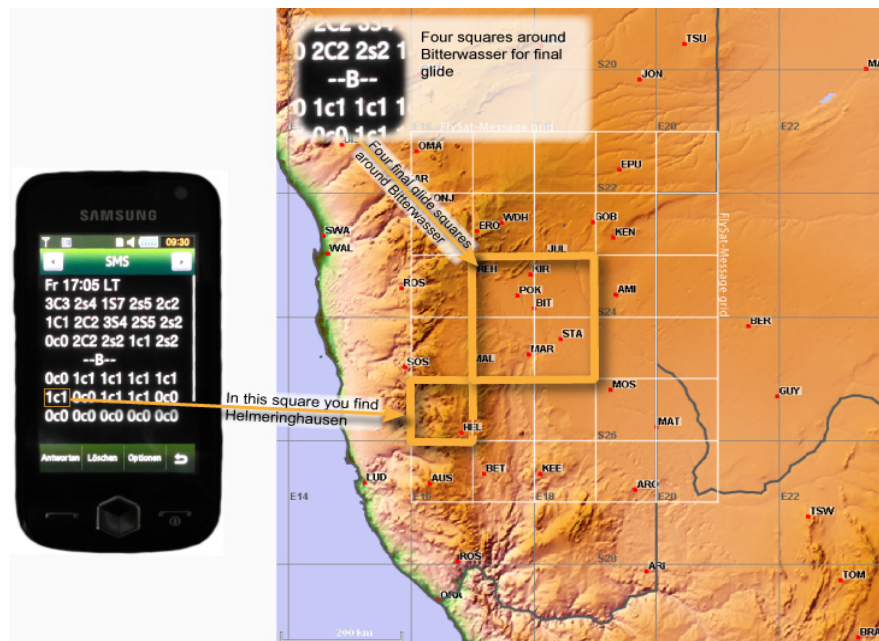 0 2C2 2s2 1
--B--
0 1c1 1c1 1
Four squares around
Bitterwasser for final
glide
TSU
S20
JON
FlySat-Message grid
OMA
EPU
S22
E22
WDH
ERO
GOB
KEN
SWA
WAL
JUL
FlySat-Message grid
Four final glide squares
around Bitterwasser
REH
KIR
ROS
POK
BIT
AMI
S24
BER
STA
MAR
SOS
MOS
GUY
MAT
HEL
S26
BET
KEE
LUD
AUS
E14
E16
E18
E20
E22
TSW
S28
ROS
ARI
TOM
BRA
200 km
SAMSUNG
09:30
SMS
Fr 17:05 LT
3C3 2s4 1S7 2s5 2c2
1C1 2C2 3S4 2S5 2s2
0c0 2C2 2s2 1c1 2s2
--B--
0c0 1c1 1c1 1c1 1c1
1c1 0c0 1c1 1c1 0c0
0c0 0c0 0c0 0c0 0c0
Antworten Löschen Optionen
In this square you find
Helmeringhausen